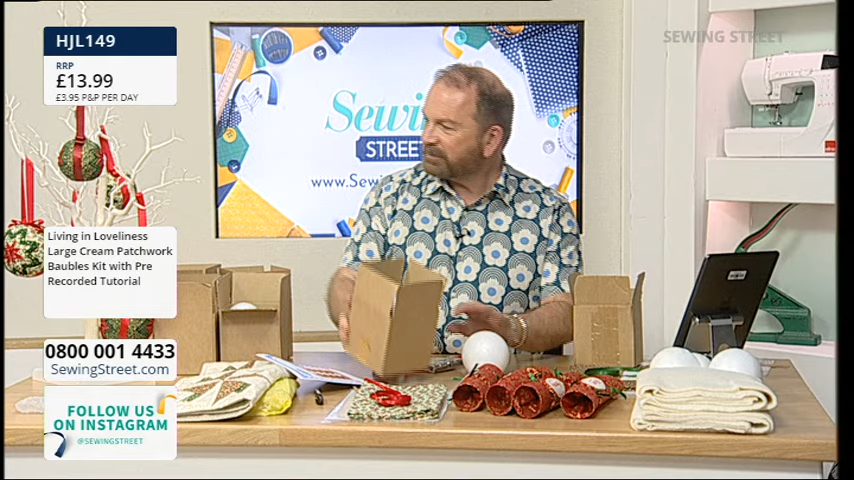 HJL149
RRP
£13.99
£3.95 P&P PER DAY
Living in Loveliness
Large Cream Patchwork
Baubles Kit with Pre
Recorded Tutorial
0800 001 4433
SewingStreet.com
FOLLOW US
ON INSTAGRAM
@SEWINGSTREET
SEWING STREET
Sewi
STREE
www.Sewi